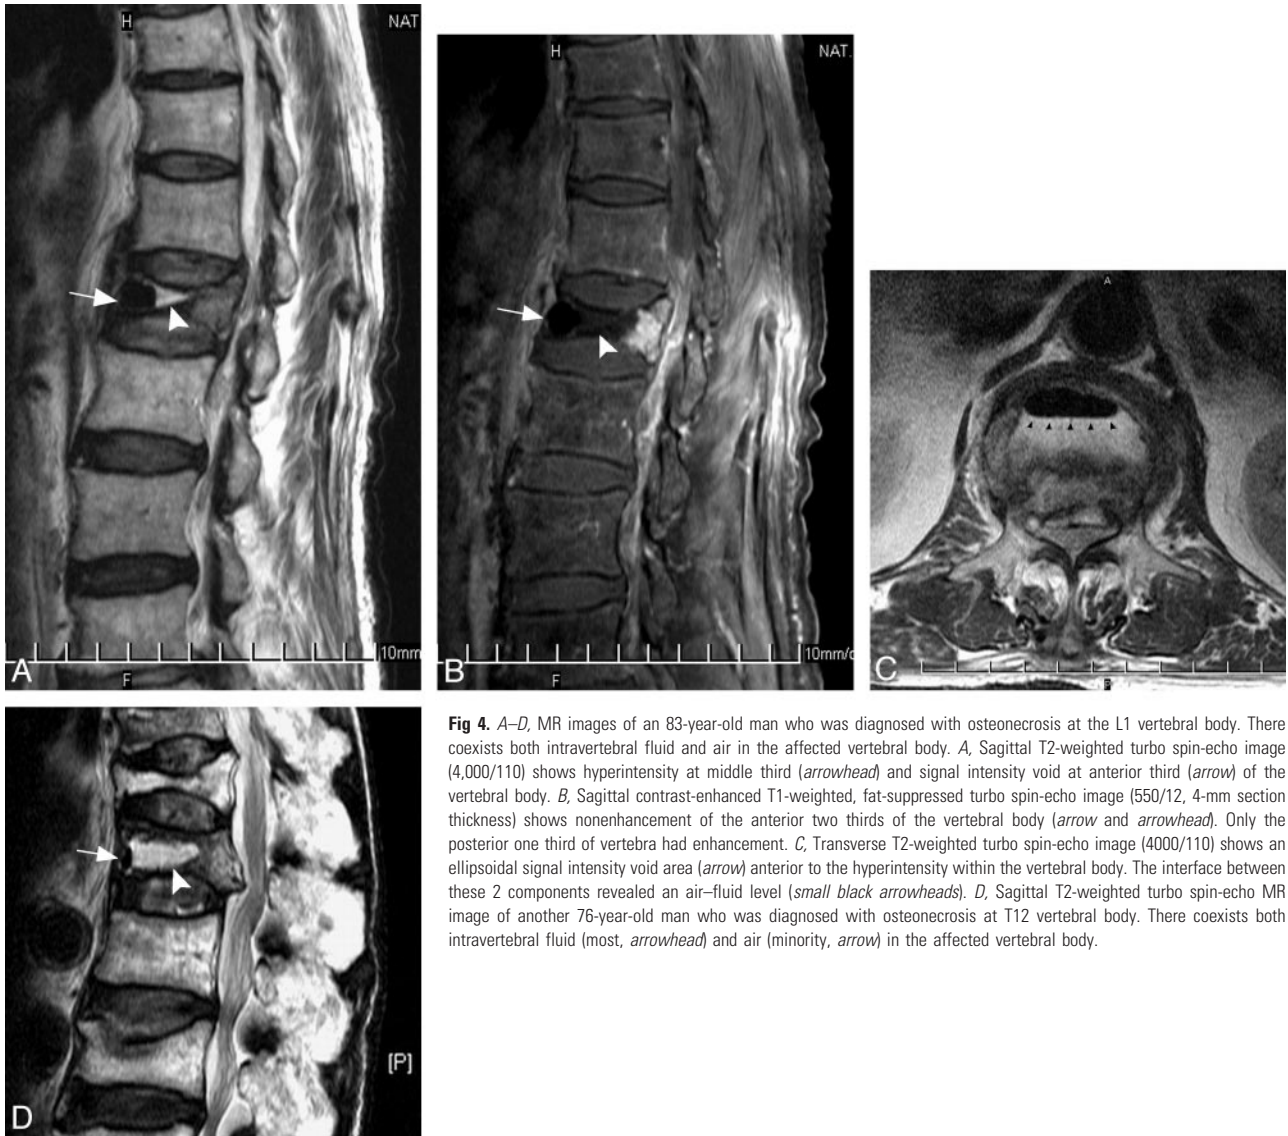 H
NAT
10mm
A
F
H
NAT.
10mm/d
B
F
A
C
P
[P]
D
Fig 4. A–D, MR images of an 83-year-old man who was diagnosed with osteonecrosis at the L1 vertebral body. There
coexists both intravertebral fluid and air in the affected vertebral body. A, Sagittal T2-weighted turbo spin-echo image
(4,000/110) shows hyperintensity at middle third (arrowhead) and signal intensity void at anterior third (arrow) of the
vertebral body. B, Sagittal contrast-enhanced T1-weighted, fat-suppressed turbo spin-echo image (550/12, 4-mm section
thickness) shows nonenhancement of the anterior two thirds of the vertebral body (arrow and arrowhead). Only the
posterior one third of vertebra had enhancement. C, Transverse T2-weighted turbo spin-echo image (4000/110) shows an
ellipsoidal signal intensity void area (arrow) anterior to the hyperintensity within the vertebral body. The interface between
these 2 components revealed an air–fluid level (small black arrowheads). D, Sagittal T2-weighted turbo spin-echo MR
image of another 76-year-old man who was diagnosed with osteonecrosis at T12 vertebral body. There coexists both
intravertebral fluid (most, arrowhead) and air (minority, arrow) in the affected vertebral body.